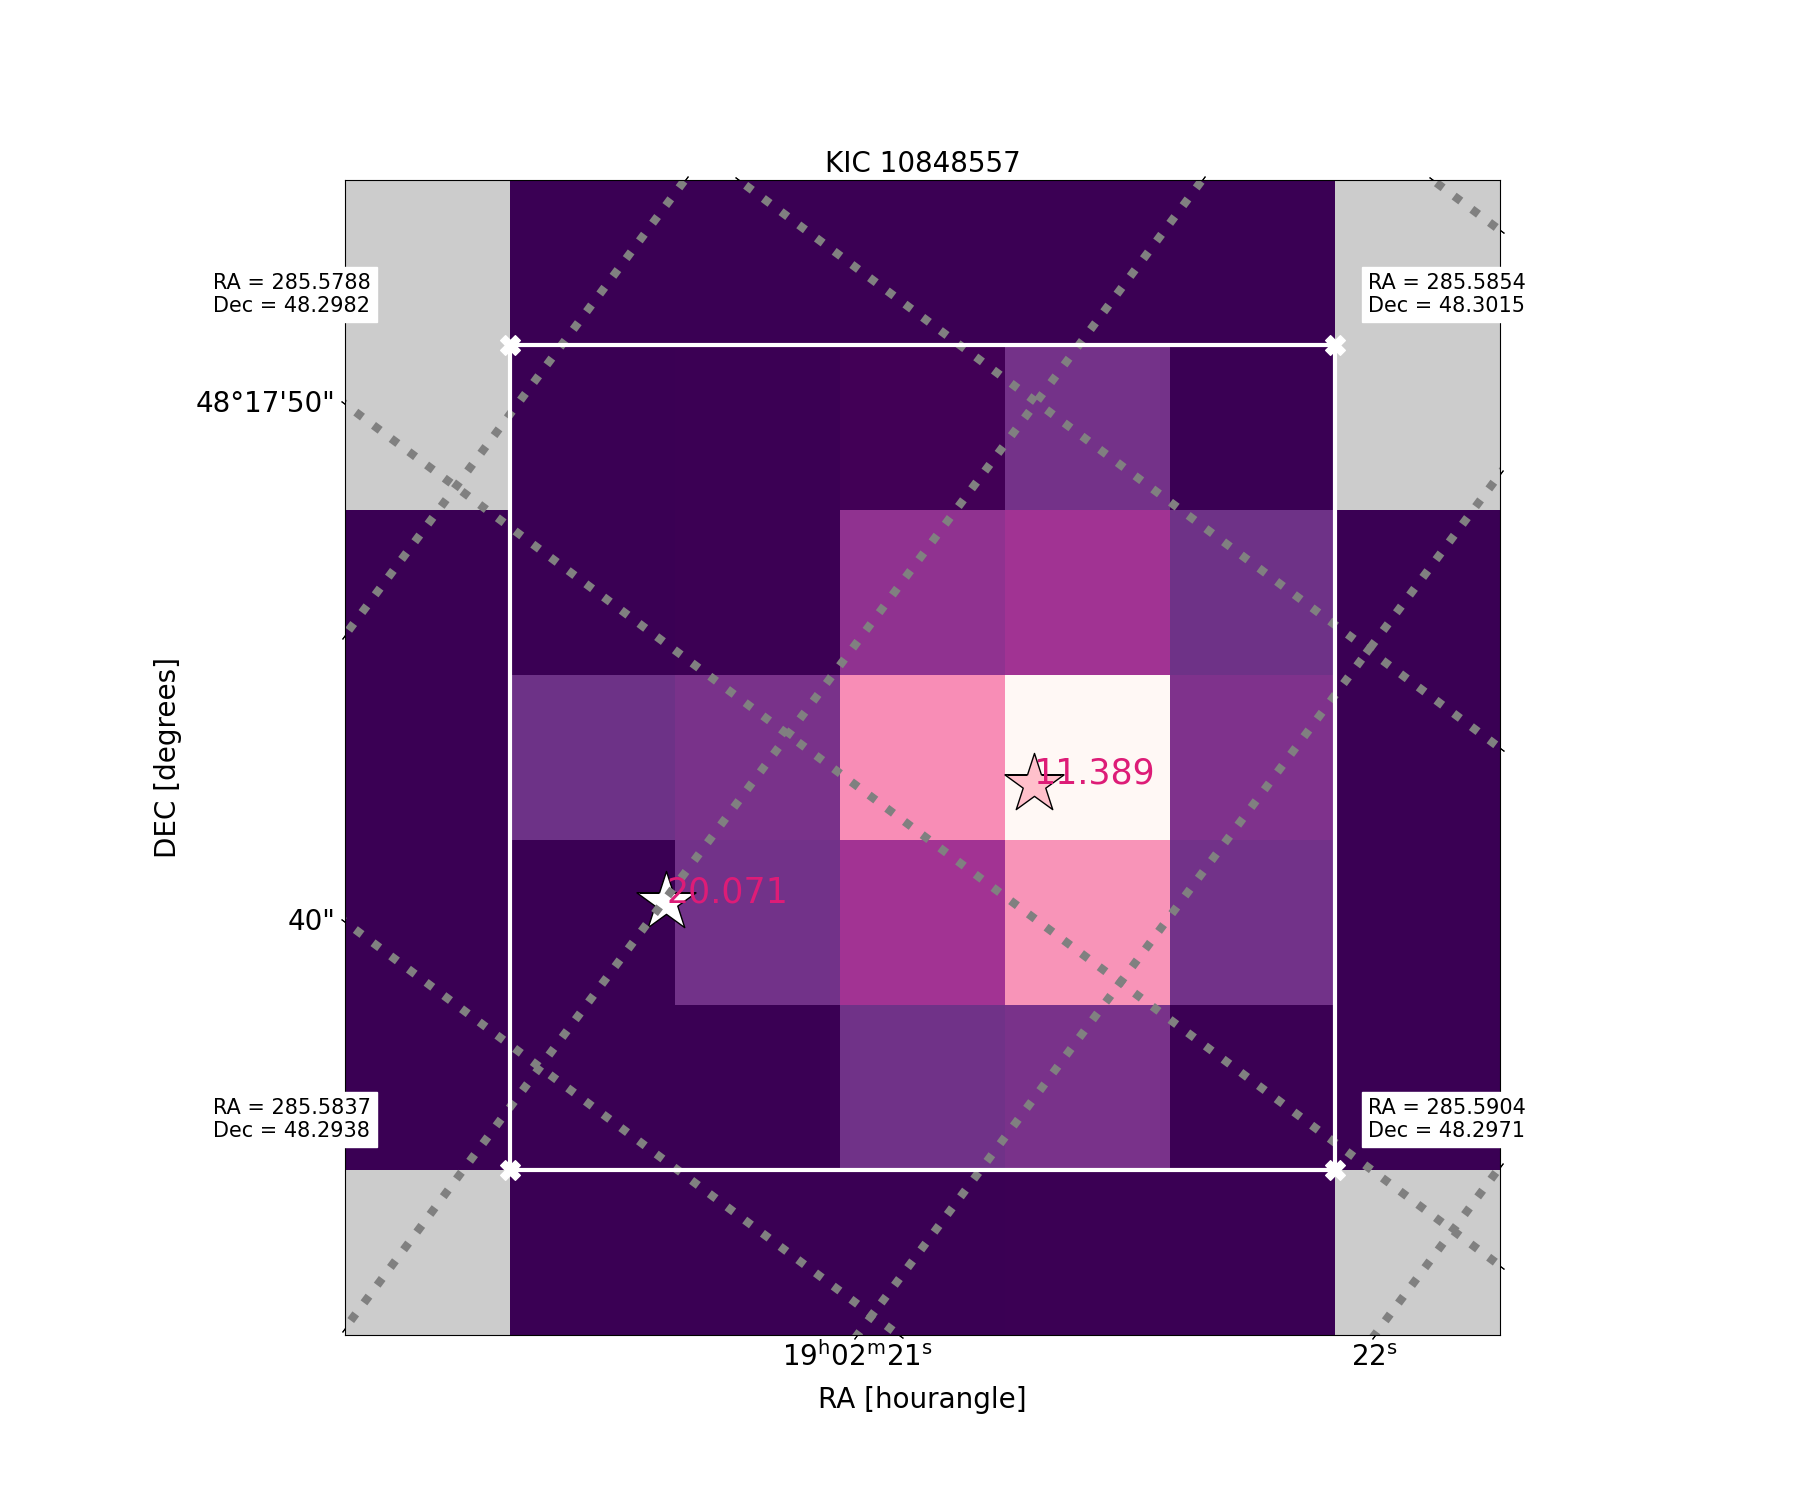 KIC 10848557
RA = 285.5788
Dec = 48.2982
RA = 285.5854
Dec = 48.3015
48°17'50"
11.389
20.071
40"
DEC [degrees]
RA = 285.5837
Dec = 48.2938
RA = 285.5904
Dec = 48.2971
19ʰ02ᵐ21ˢ
22ˢ
RA [hourangle]